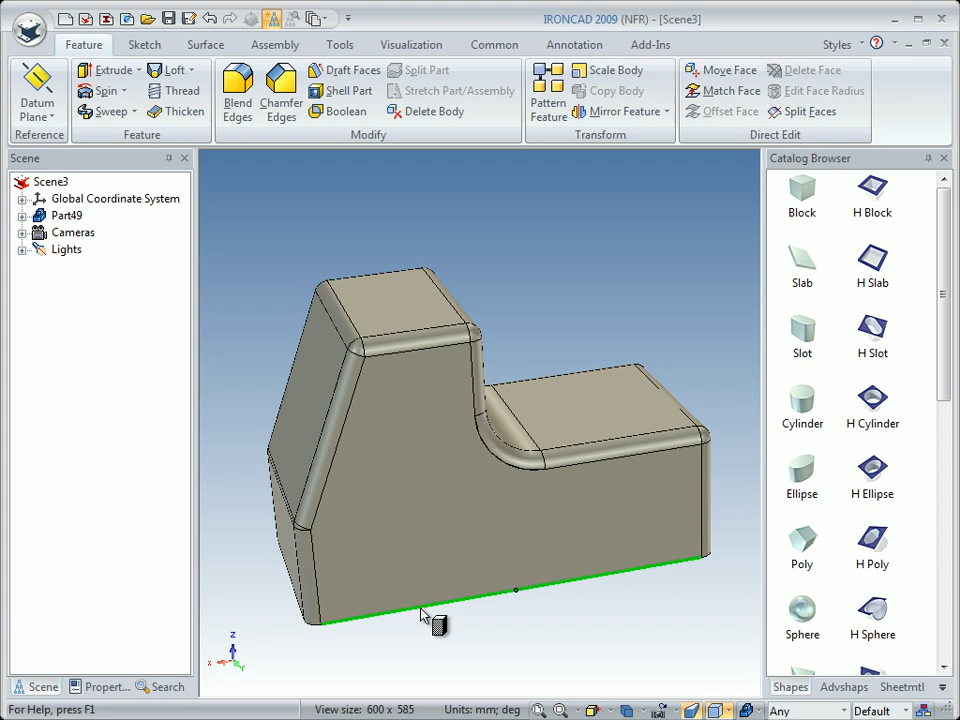 IRONCAD 2009 (NFR) - [Scene3]
Feature Sketch Surface Assembly Tools Visualization Common Annotation Add-Ins Styles
Datum Plane
Reference
Extrude
Spin
Sweep
Loft
Thread
Thicken
Feature
Blend Edges
Chamfer Edges
Draft Faces
Shell Part
Boolean
Split Part
Stretch Part/Assembly
Delete Body
Modify
Pattern Feature
Scale Body
Copy Body
Mirror Feature
Transform
Move Face
Match Face
Offset Face
Delete Face
Edit Face Radius
Split Faces
Direct Edit
Scene
Scene3
Global Coordinate System
Part49
Cameras
Lights
z
x
Y
Catalog Browser
Block H Block
Slab H Slab
Slot H Slot
Cylinder H Cylinder
Ellipse H Ellipse
Poly H Poly
Sphere H Sphere
Scene Propert... Search
Shapes Advshaps Sheetmtl
For Help, press F1 View size: 600 x 585 Units: mm; deg Any Default